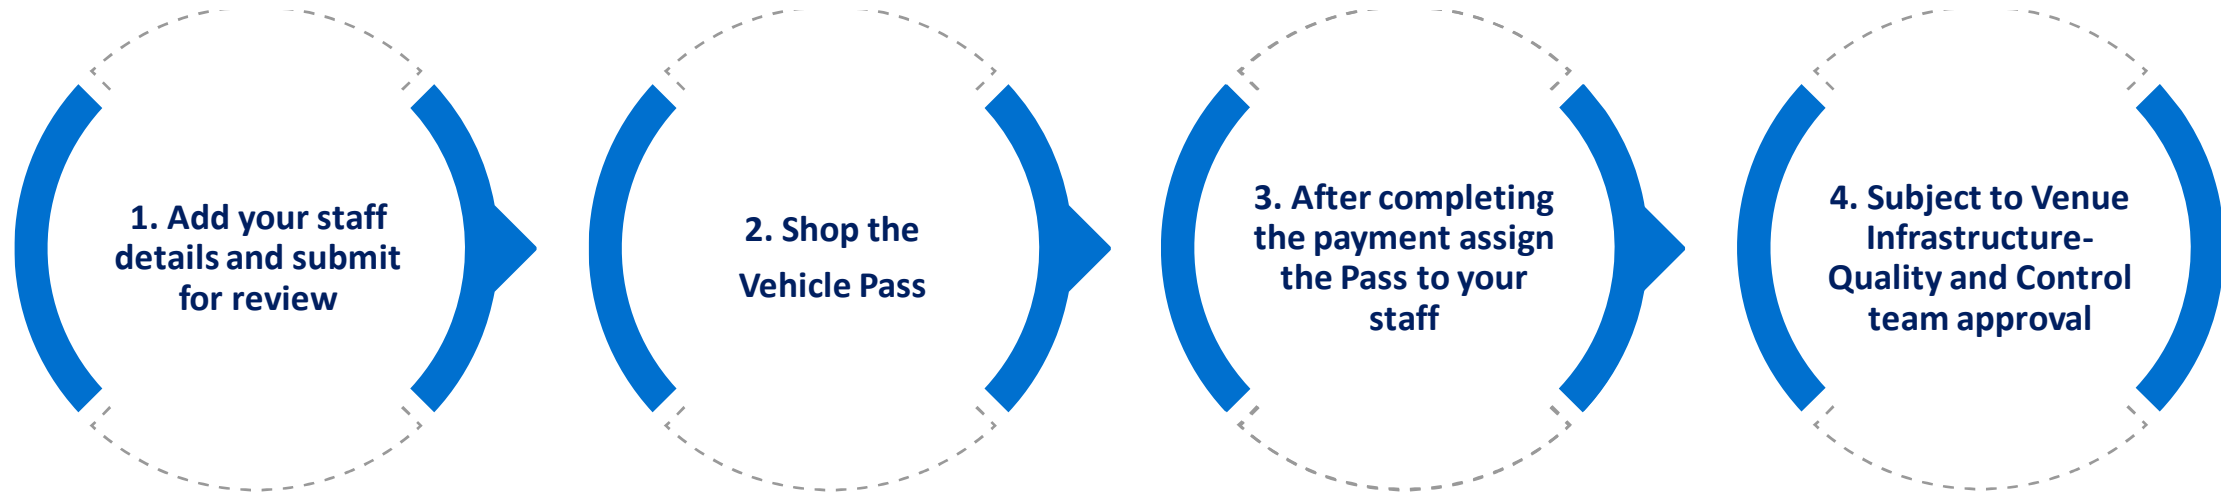 1. Add your staff
details and submit
for review
2. Shop the
Vehicle Pass
3. After completing
the payment assign
the Pass to your
staff
4. Subject to Venue
Infrastructure-
Quality and Control
team approval